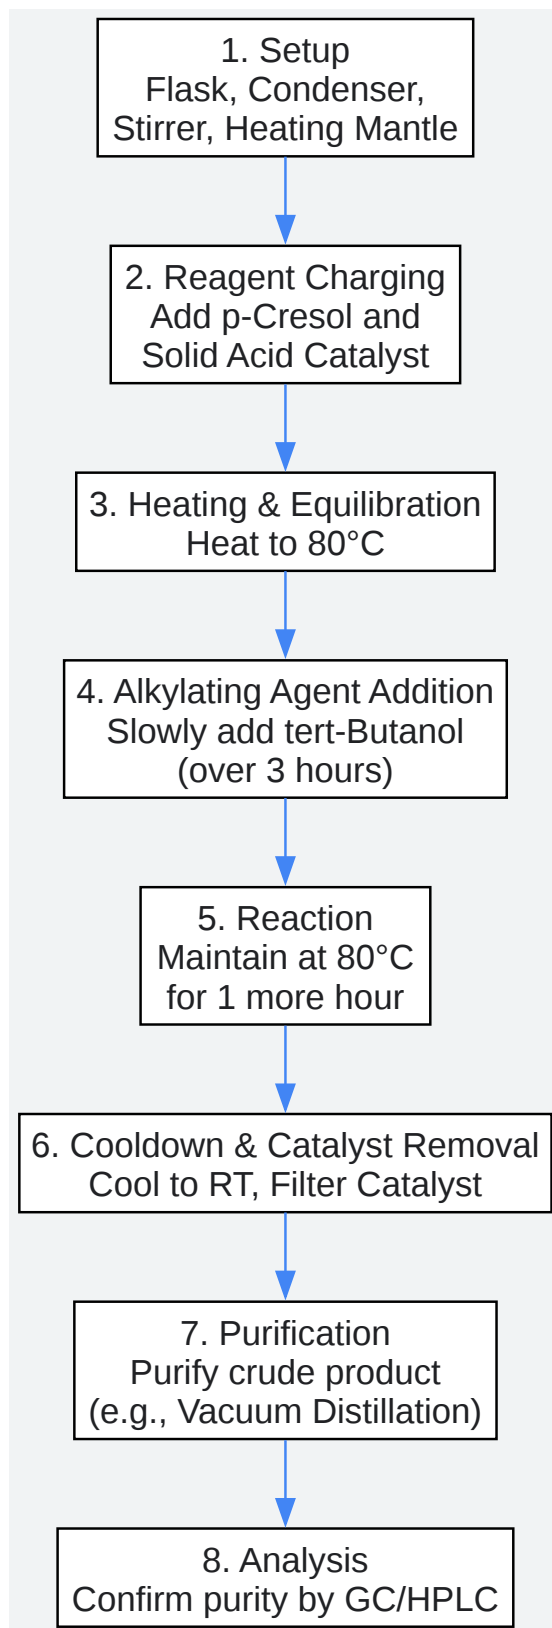 1. Setup
Flask, Condenser,
Stirrer, Heating Mantle
2. Reagent Charging
Add p-Cresol and
Solid Acid Catalyst
3. Heating & Equilibration
Heat to 80°C
4. Alkylating Agent Addition
Slowly add tert-Butanol
(over 3 hours)
5. Reaction
Maintain at 80°C
for 1 more hour
6. Cooldown & Catalyst Removal
Cool to RT, Filter Catalyst
7. Purification
Purify crude product
(e.g., Vacuum Distillation)
8. Analysis
Confirm purity by GC/HPLC